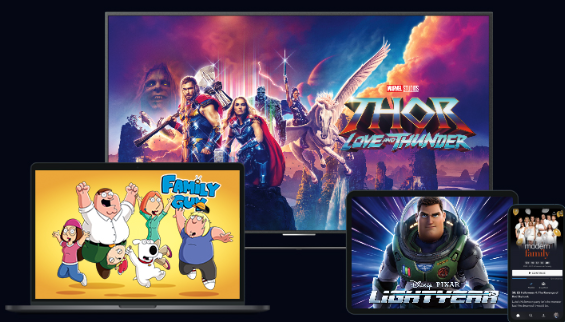 MARVEL STUDIOS
THOR
LOVE AND THUNDER
FAMILY
GUY
Disney PIXAR
LIGHTYEAR
modern
family